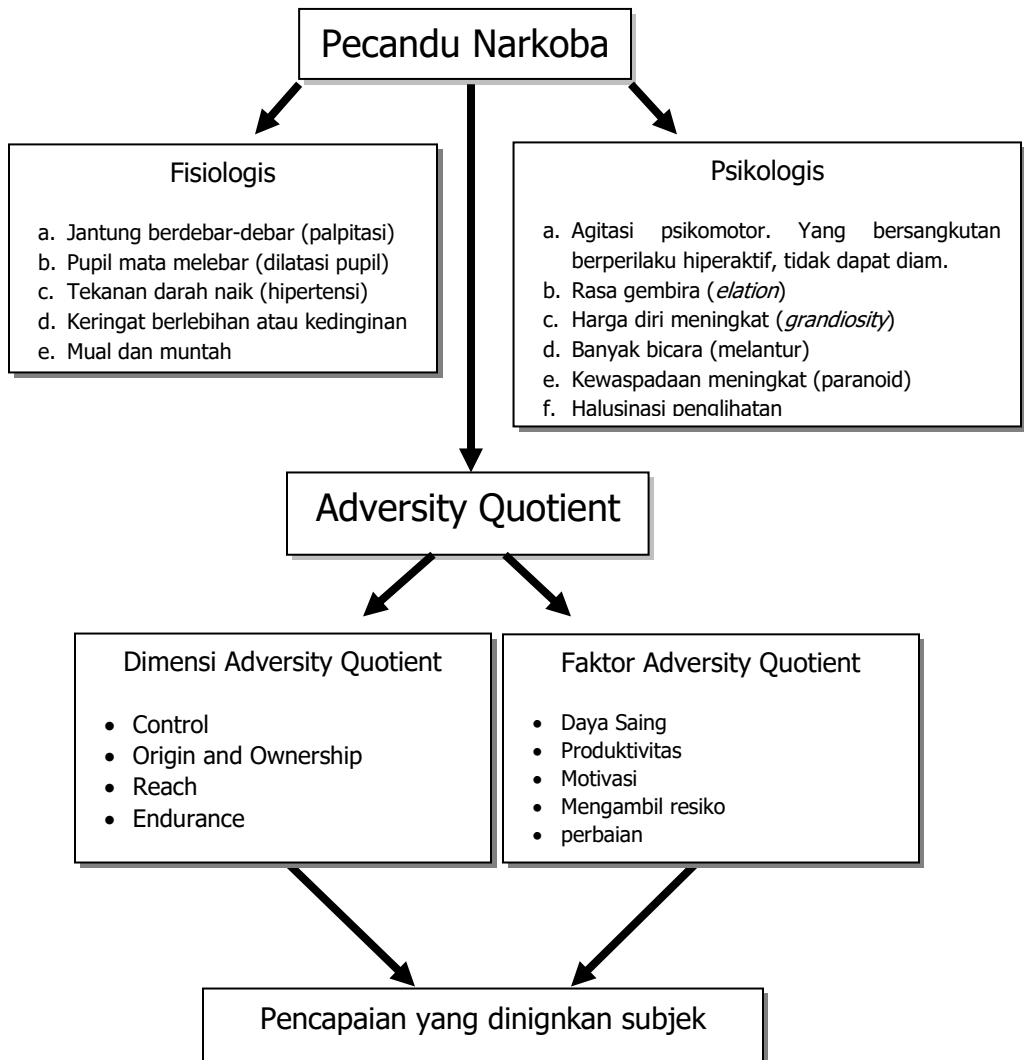 Pecandu Narkoba
Fisiologis
a. Jantung berdebar-debar (palpitasi)
b. Pupil mata melebar (dilatasi pupil)
c. Tekanan darah naik (hipertensi)
d. Keringat berlebihan atau kedinginan
e. Mual dan muntah
Psikologis
a. Agitasi psikomotor. Yang bersangkutan
berperilaku hiperaktif, tidak dapat diam.
b. Rasa gembira (elation)
c. Harga diri meningkat (grandiosity)
d. Banyak bicara (melantur)
e. Kewaspadaan meningkat (paranoid)
f. Halusinasi penglihatan
Adversity Quotient
Dimensi Adversity Quotient
• Control
• Origin and Ownership
• Reach
• Endurance
Faktor Adversity Quotient
• Daya Saing
• Produktivitas
• Motivasi
• Mengambil resiko
• perbaian
Pencapaian yang dinignkan subjek